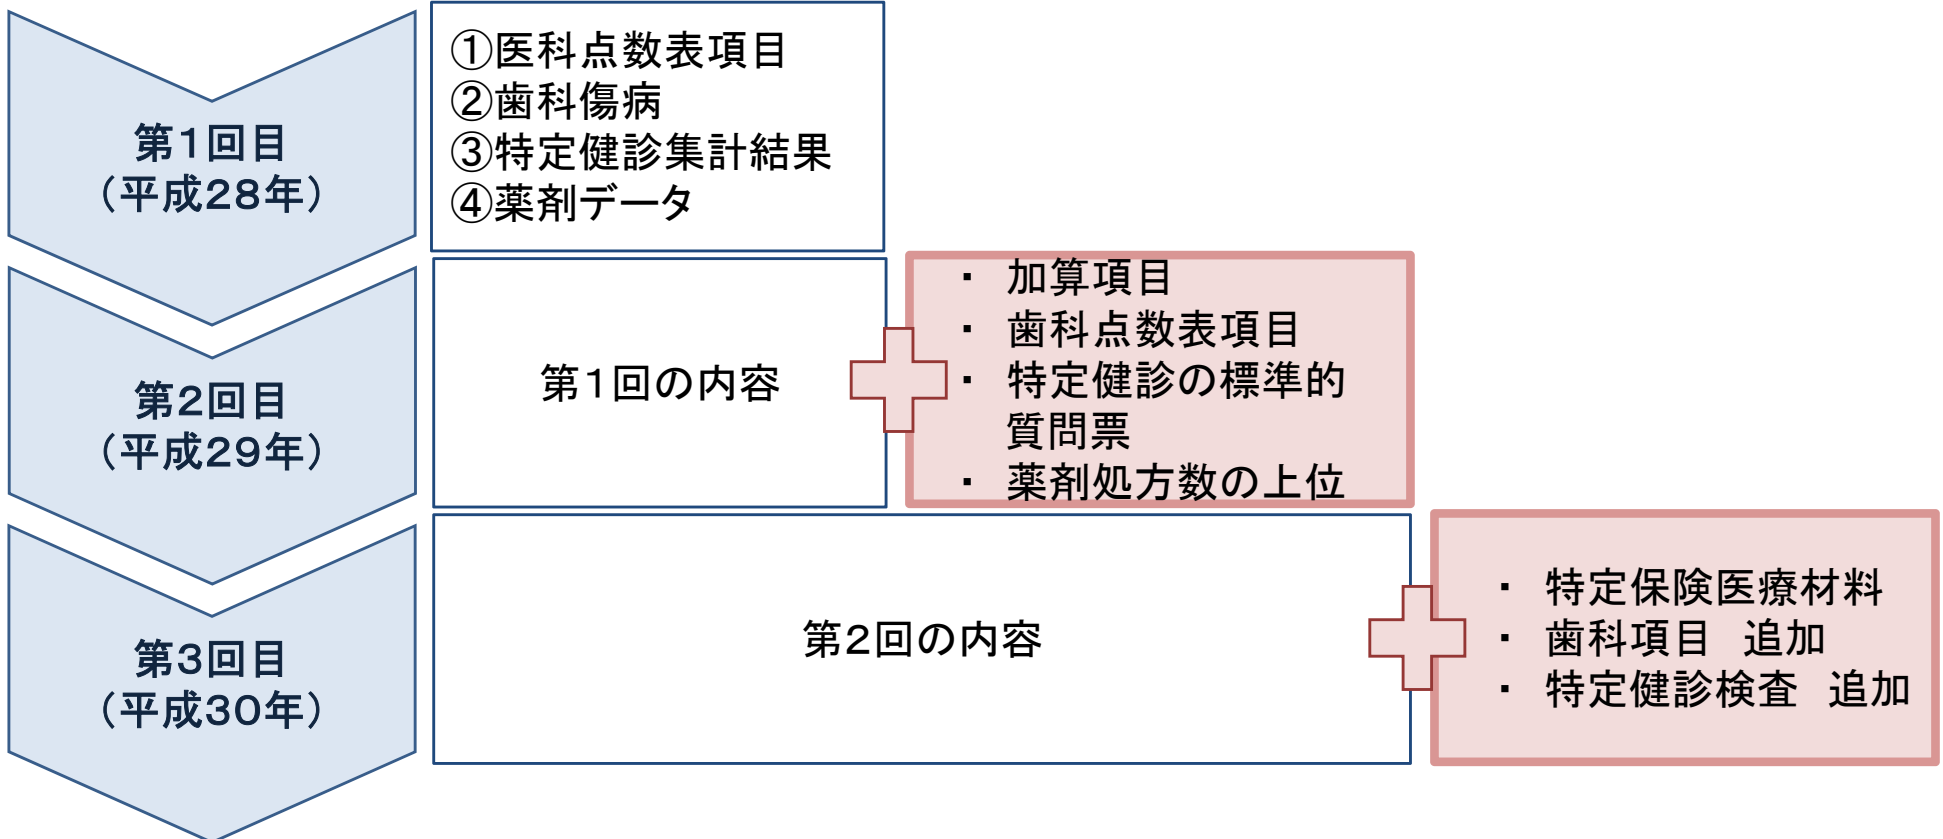 第1回目
（平成28年）
①医科点数表項目
②歯科傷病
③特定健診集計結果
④薬剤データ
第2回目
（平成29年）
第1回の内容
・ 加算項目
・ 歯科点数表項目
・ 特定健診の標準的
質問票
・ 薬剤処方数の上位
第3回目
（平成30年）
第2回の内容
・ 特定保険医療材料
・ 歯科項目　追加
・ 特定健診検査　追加